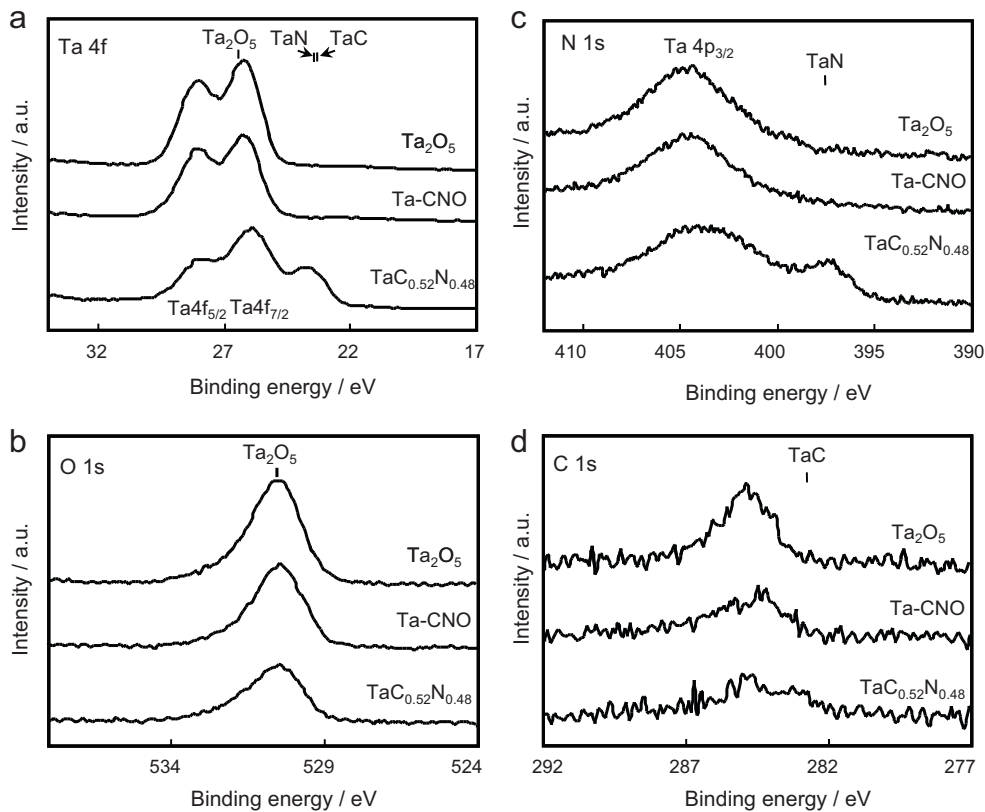 a
Ta 4f
Ta₂O₅
TaN
TaC
Ta₂O₅
Ta-CNO
TaC₀.₅₂N₀.₄₈
Ta4f₅/₂ Ta4f₇/₂
32 27 22 17
Binding energy / eV
Intensity / a.u.
c
N 1s
Ta 4p₃/₂
TaN
Ta₂O₅
Ta-CNO
TaC₀.₅₂N₀.₄₈
410 405 400 395 390
Binding energy / eV
Intensity / a.u.
b
O 1s
Ta₂O₅
Ta₂O₅
Ta-CNO
TaC₀.₅₂N₀.₄₈
534 529 524
Binding energy / eV
Intensity / a.u.
d
C 1s
TaC
Ta₂O₅
Ta-CNO
TaC₀.₅₂N₀.₄₈
292 287 282 277
Binding energy / eV
Intensity / a.u.